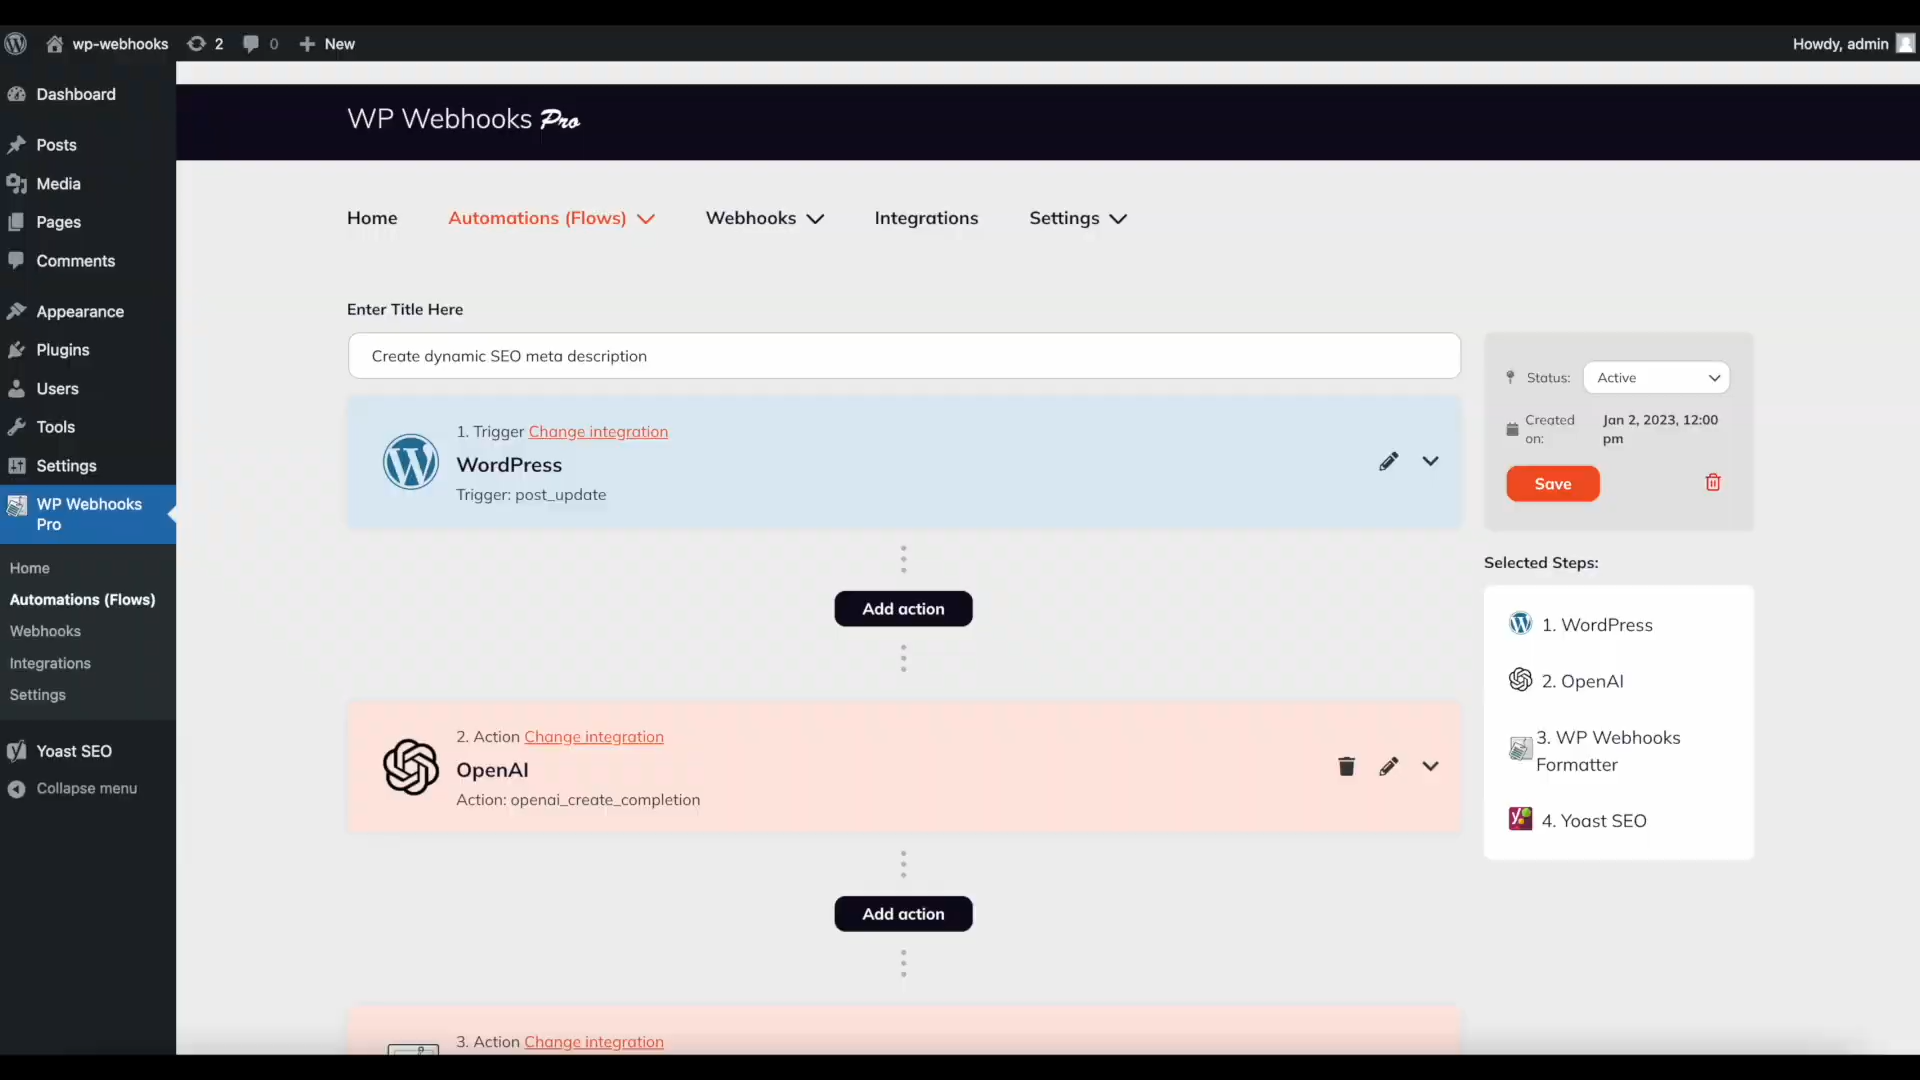 wp-webhooks
2
0
New
Howdy, admin
Dashboard
Posts
Media
Pages
Comments
Appearance
Plugins
Users
Tools
Settings
WP Webhooks
Pro
Home
Automations (Flows)
Webhooks
Integrations
Settings
Yoast SEO
Collapse menu
WP Webhooks Pro
Home
Automations (Flows)
Webhooks
Integrations
Settings
Enter Title Here
Create dynamic SEO meta description
1. Trigger Change integration
WordPress
Trigger: post_update
Add action
2. Action Change integration
OpenAI
Action: openai_create_completion
Add action
3. Action Change integration
Status:
Active
Created
on:
Jan 2, 2023, 12:00
pm
Save
Selected Steps:
1. WordPress
2. OpenAI
3. WP Webhooks
Formatter
4. Yoast SEO